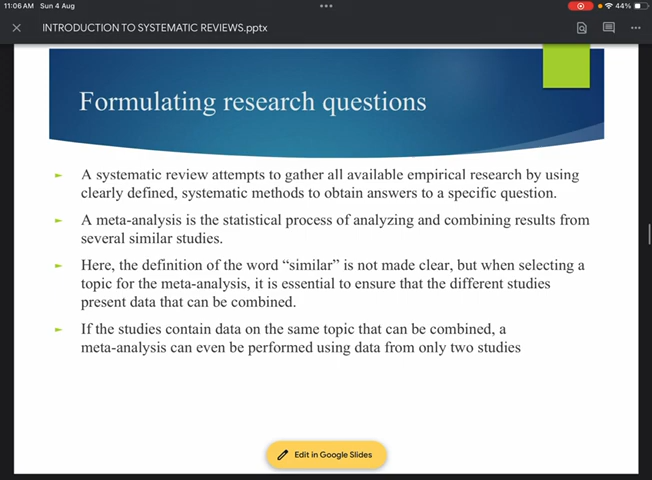 11:06 AM Sun 4 Aug
44%
INTRODUCTION TO SYSTEMATIC REVIEWS.pptx
Formulating research questions
A systematic review attempts to gather all available empirical research by using
clearly defined, systematic methods to obtain answers to a specific question.
A meta-analysis is the statistical process of analyzing and combining results from
several similar studies.
Here, the definition of the word “similar” is not made clear, but when selecting a
topic for the meta-analysis, it is essential to ensure that the different studies
present data that can be combined.
If the studies contain data on the same topic that can be combined, a
meta-analysis can even be performed using data from only two studies
Edit in Google Slides